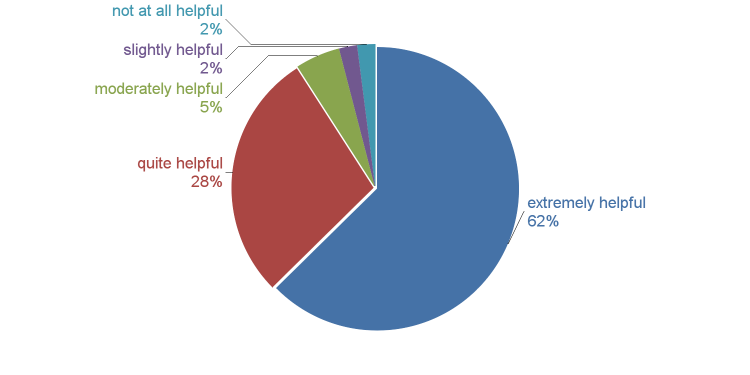 not at all helpful
2%
slightly helpful
2%
moderately helpful
5%
quite helpful
28%
extremely helpful
62%